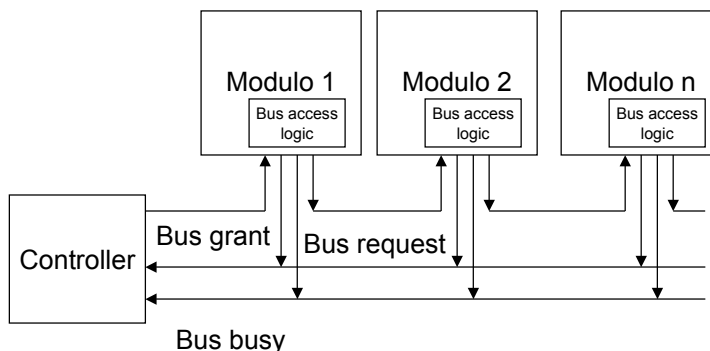 Modulo 1
Bus access
logic
Modulo 2
Bus access
logic
Modulo n
Bus access
logic
Controller
Bus grant
Bus request
Bus busy